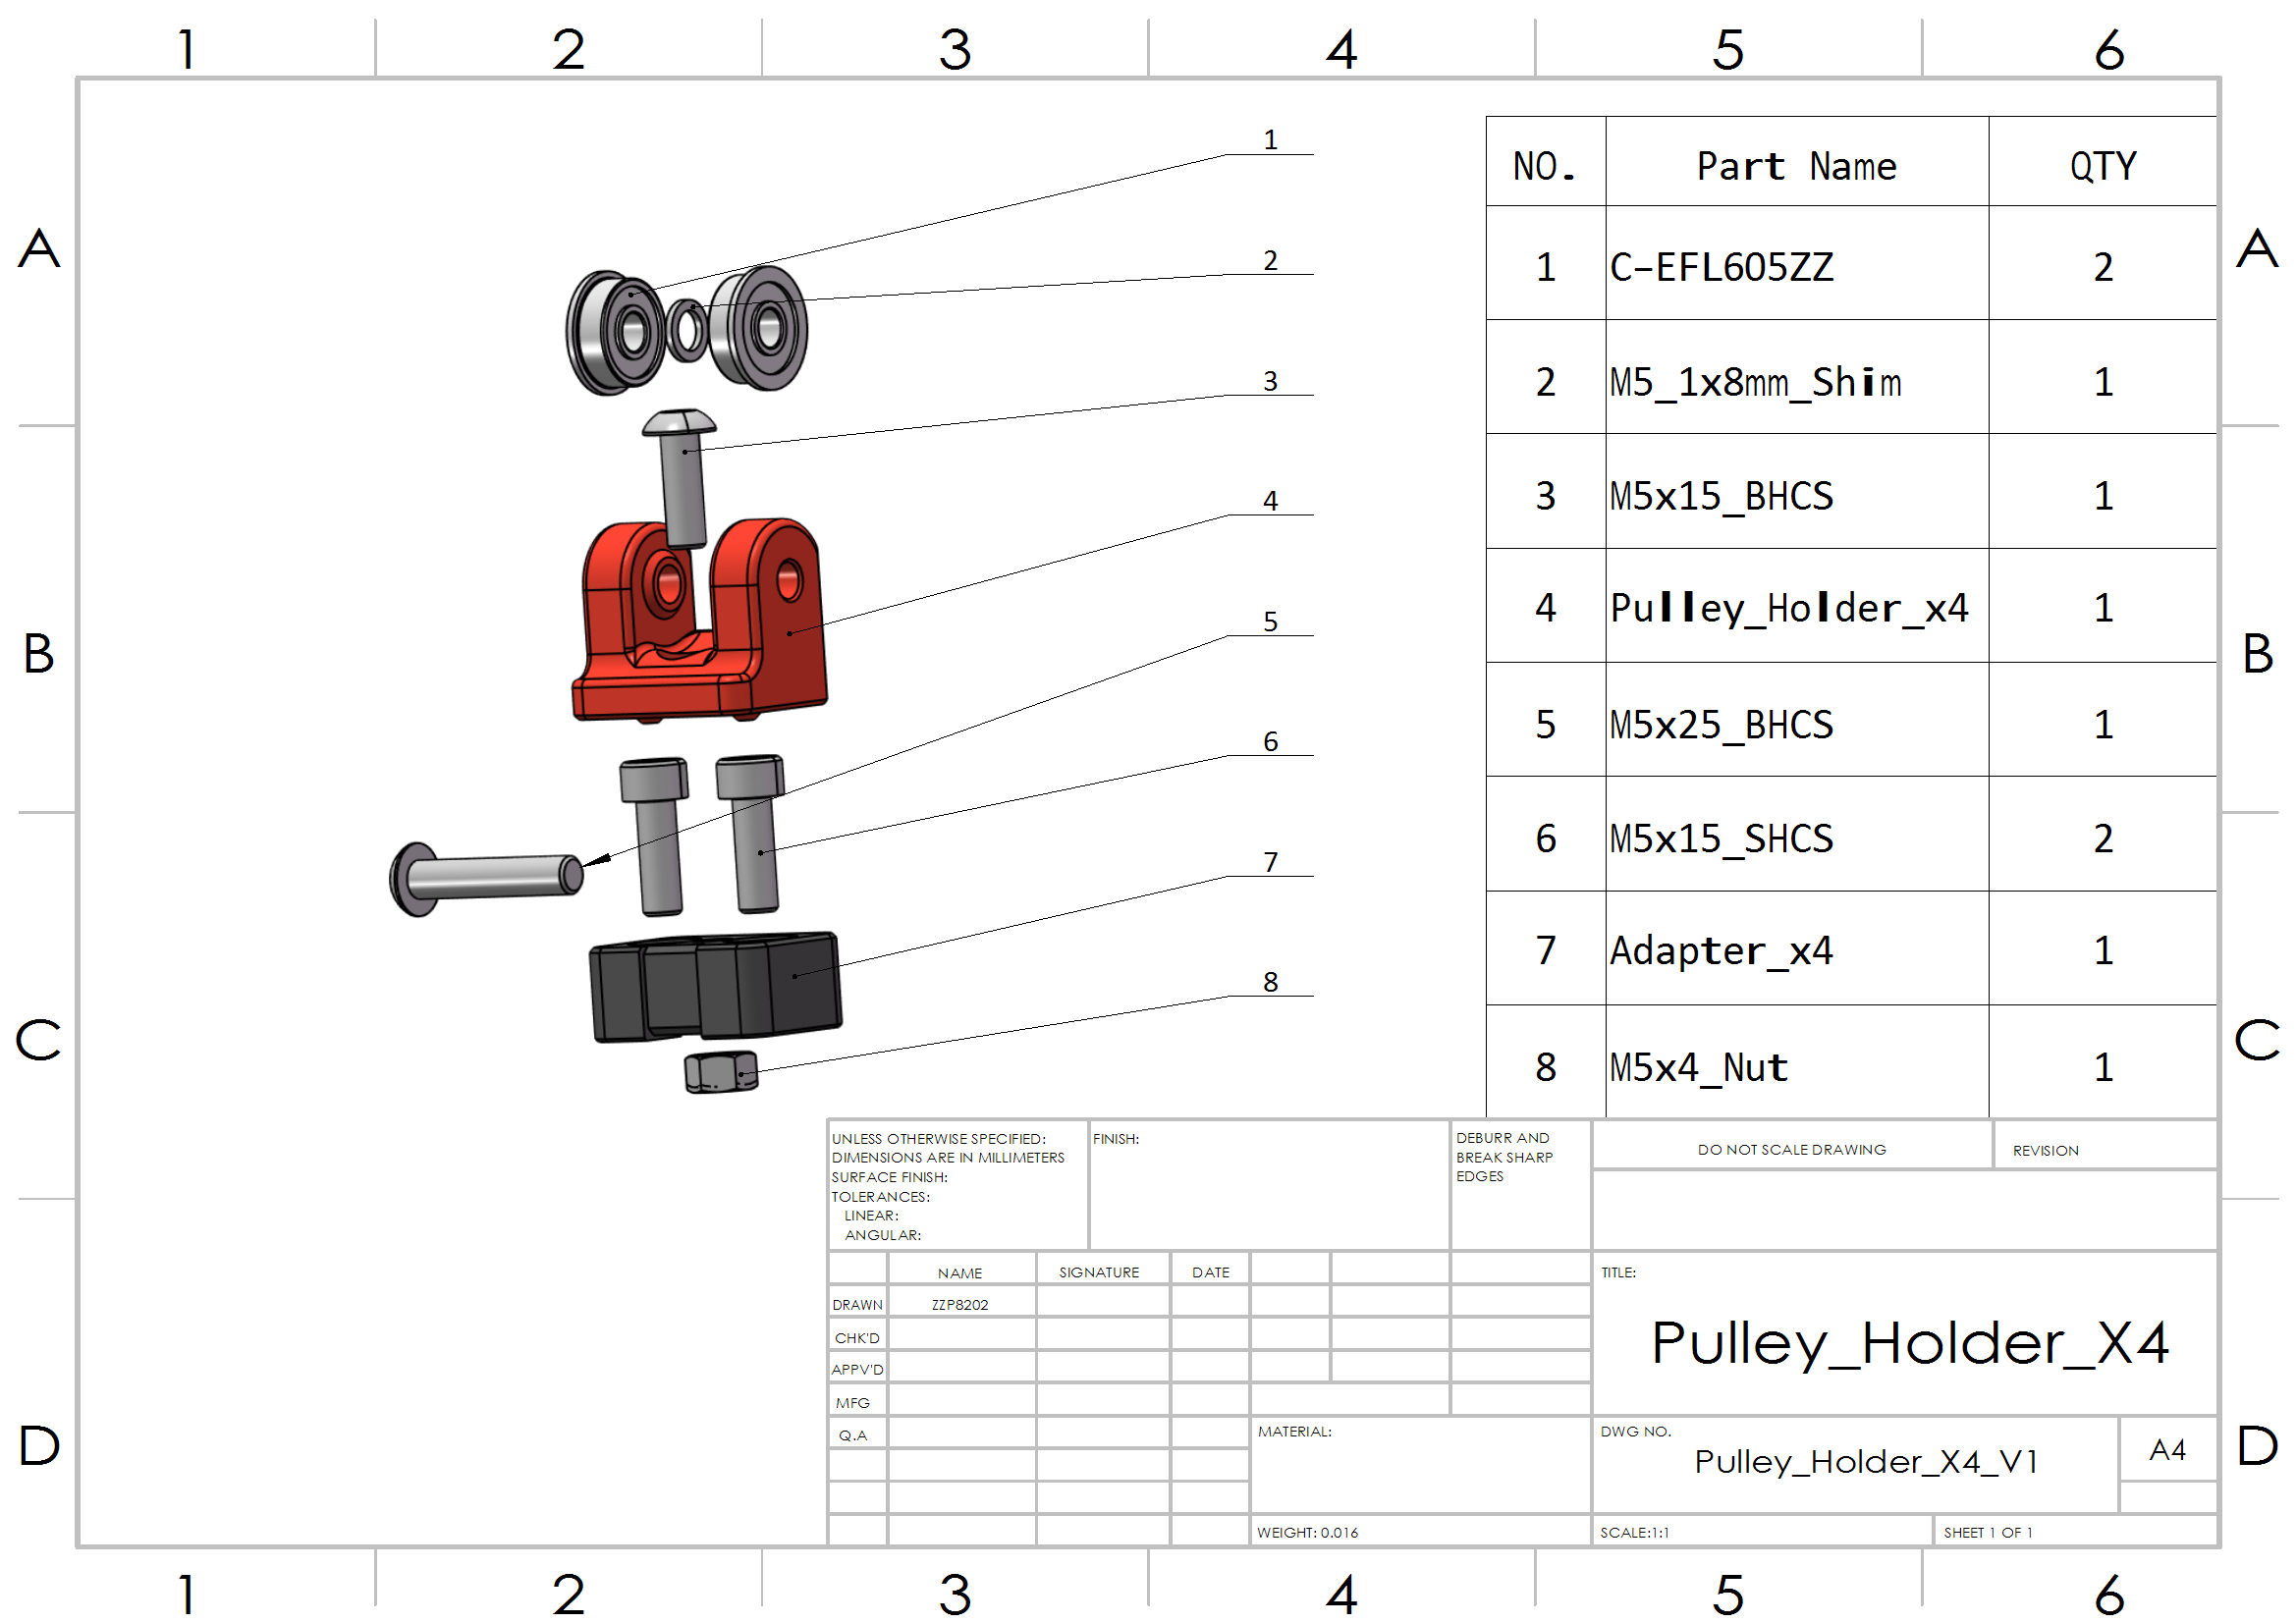 1 2 3 4 5 6
A A
B B
C C
D D
1
2
3
4
5
6
7
8
NO. Part Name QTY
1 C-EFL605ZZ 2
2 M5_1x8mm_Shim 1
3 M5x15_BHCS 1
4 Pulley_Holder_x4 1
5 M5x25_BHCS 1
6 M5x15_SHCS 2
7 Adapter_x4 1
8 M5x4_Nut 1
UNLESS OTHERWISE SPECIFIED:
DIMENSIONS ARE IN MILLIMETERS
SURFACE FINISH:
TOLERANCES:
LINEAR:
ANGULAR:
FINISH:
DEBURR AND
BREAK SHARP
EDGES
DO NOT SCALE DRAWING
REVISION
NAME SIGNATURE DATE
DRAWN ZZP8202
CHK'D
APPV'D
MFG
Q.A
MATERIAL:
WEIGHT: 0.016
TITLE:
Pulley_Holder_X4
DWG NO.
Pulley_Holder_X4_V1
A4
SCALE:1:1
SHEET 1 OF 1
1 2 3 4 5 6